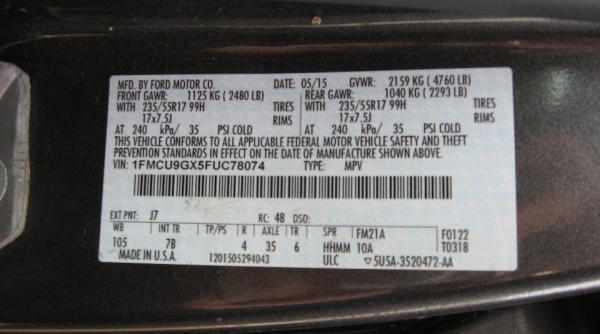 MFD. BY FORD MOTOR CO. DATE: 05/15 GVWR: 2159 KG ( 4760 LB)
FRONT GAWR: 1125 KG ( 2480 LB) REAR GAWR: 1040 KG ( 2293 LB)
WITH 235/55R17 99H TIRES WITH 235/55R17 99H TIRES
17x7.5J RIMS 17x7.5J RIMS
AT 240 kPa/ 35 PSI COLD AT 240 kPa/ 35 PSI COLD
THIS VEHICLE CONFORMS TO ALL APPLICABLE FEDERAL MOTOR VEHICLE SAFETY AND THEFT
PREVENTION STANDARDS IN EFFECT ON THE DATE OF MANUFACTURE SHOWN ABOVE.
VIN: 1FMCU9GX5FUC78074 TYPE: MPV
EXT PNT: J7 RC: 48 DSO:
WB INT TR TP/PS R AXLE TR SPR FM21A F0122
105 7B 4 35 6 HHMM 10A T0318
MADE IN U.S.A. 1201505294043 ULC ▽5U5A-3520472-AA